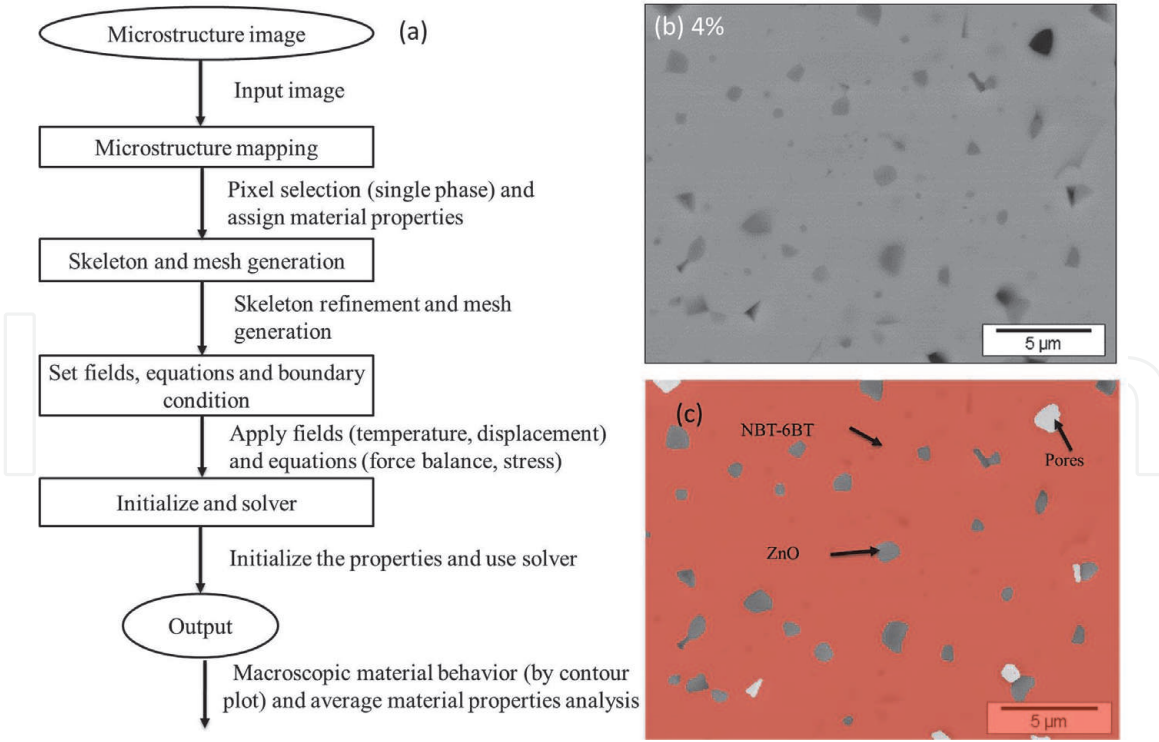 Microstructure image
(a)
Input image
Microstructure mapping
Pixel selection (single phase) and
assign material properties
Skeleton and mesh generation
Skeleton refinement and mesh
generation
Set fields, equations and boundary
condition
Apply fields (temperature, displacement)
and equations (force balance, stress)
Initialize and solver
Initialize the properties and use solver
Output
Macroscopic material behavior (by contour
plot) and average material properties analysis
(b) 4%
5 μm
(c)
NBT-6BT
Pores
ZnO
5 μm